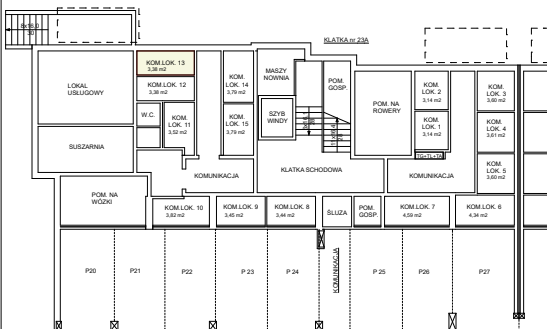 8x16,0
30
KLATKA nr 23A
KOM.LOK. 13
3,38 m2
LOKAL
USŁUGOWY
KOM.LOK. 12
3,38 m2
W.C.
KOM.
LOK. 11
3,52 m2
KOM.
LOK. 14
3,79 m2
KOM.
LOK. 15
3,79 m2
MASZY
NOWNIA
SZYB
WINDY
POM.
GOSP.
POM. NA
ROWERY
KOM.
LOK. 2
3,14 m2
KOM.
LOK. 1
3,14 m2
TG+TL+TA
KOM.
LOK. 3
3,60 m2
KOM.
LOK. 4
3,61 m2
KOM.
LOK. 5
3,60 m2
SUSZARNIA
KOMUNIKACJA
KLATKA SCHODOWA
KOMUNIKACJA
POM. NA
WÓZKI
KOM.LOK. 10
3,82 m2
KOM.LOK. 9
3,45 m2
KOM.LOK. 8
3,44 m2
ŚLUZA
POM.
GOSP.
KOM.LOK. 7
4,59 m2
KOM.LOK. 6
4,34 m2
KOMUNIKACJA
P20
P21
P22
P 23
P 24
P 25
P26
P27